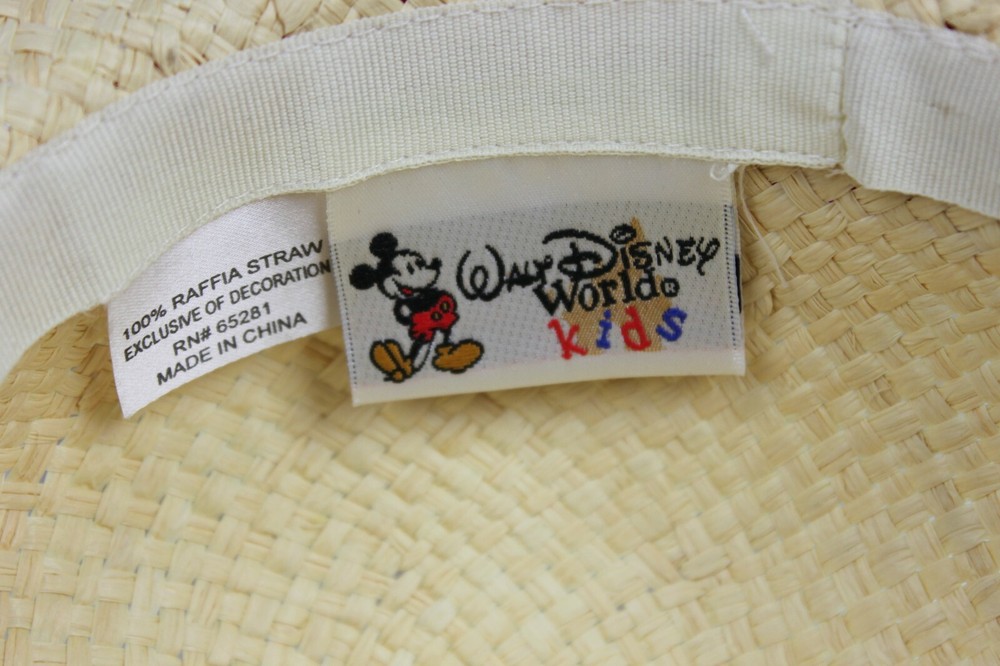 100% RAFFIA STRAW
EXCLUSIVE OF DECORATION
RN# 65281
MADE IN CHINA
WALT DISNEY
World®
kids